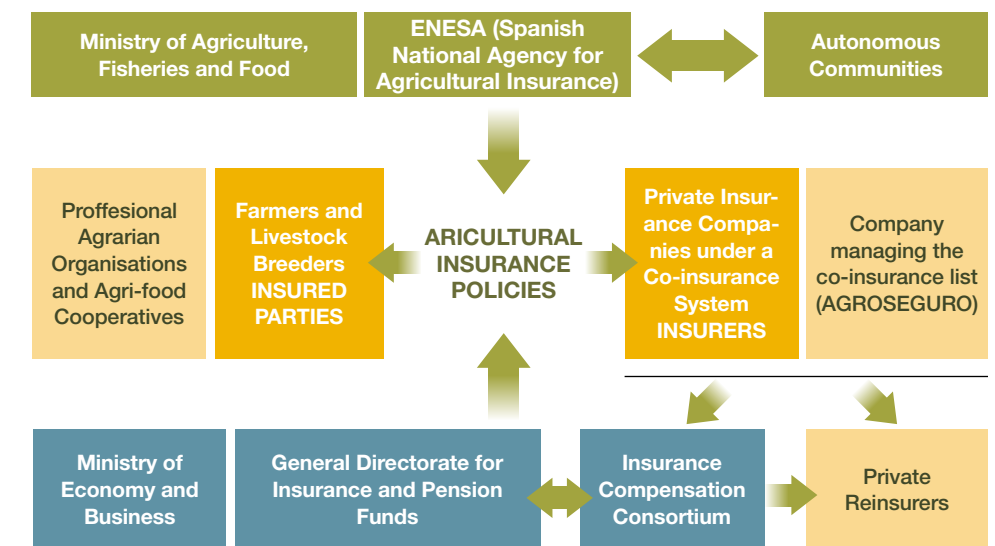 Ministry of Agriculture,
Fisheries and Food
ENESA (Spanish
National Agency for
Agricultural Insurance)
Autonomous
Communities
Proffesional
Agrarian
Organisations
and Agri-food
Cooperatives
Farmers and
Livestock
Breeders
INSURED
PARTIES
ARICULTURAL
INSURANCE
POLICIES
Private Insur-
ance Compa-
nies under a
Co-insurance
System
INSURERS
Company
managing the
co-insurance list
(AGROSEGURO)
Ministry of
Economy and
Business
General Directorate for
Insurance and Pension
Funds
Insurance
Compensation
Consortium
Private
Reinsurers